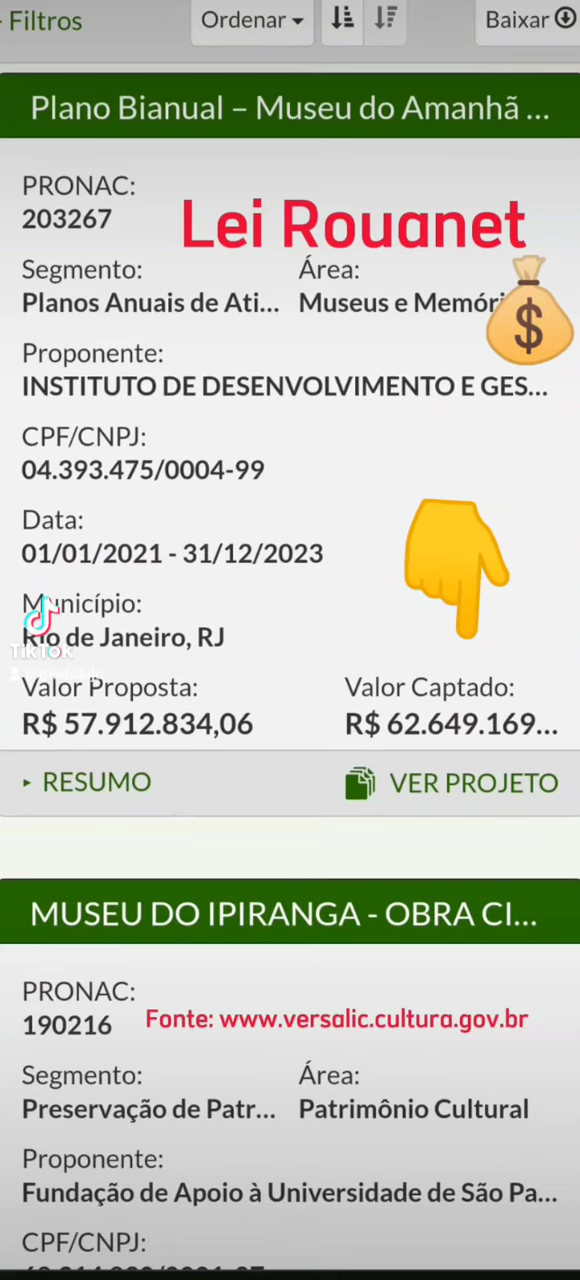 Filtros
Ordenar
Baixar
Plano Bianual – Museu do Amanhã ...
PRONAC:
203267
Lei Rouanet
Segmento: Área:
Planos Anuais de Ati... Museus e Memóri
$
Proponente:
INSTITUTO DE DESENVOLVIMENTO E GES...
CPF/CNPJ:
04.393.475/0004-99
Data:
01/01/2021 - 31/12/2023
Município:
Rio de Janeiro, RJ
TikTok
Valor Proposta: Valor Captado:
R$ 57.912.834,06 R$ 62.649.169...
RESUMO VER PROJETO
MUSEU DO IPIRANGA - OBRA CI...
PRONAC:
190216
Fonte: www.versalic.cultura.gov.br
Segmento: Área:
Preservação de Patr... Patrimônio Cultural
Proponente:
Fundação de Apoio à Universidade de São Pa...
CPF/CNPJ: